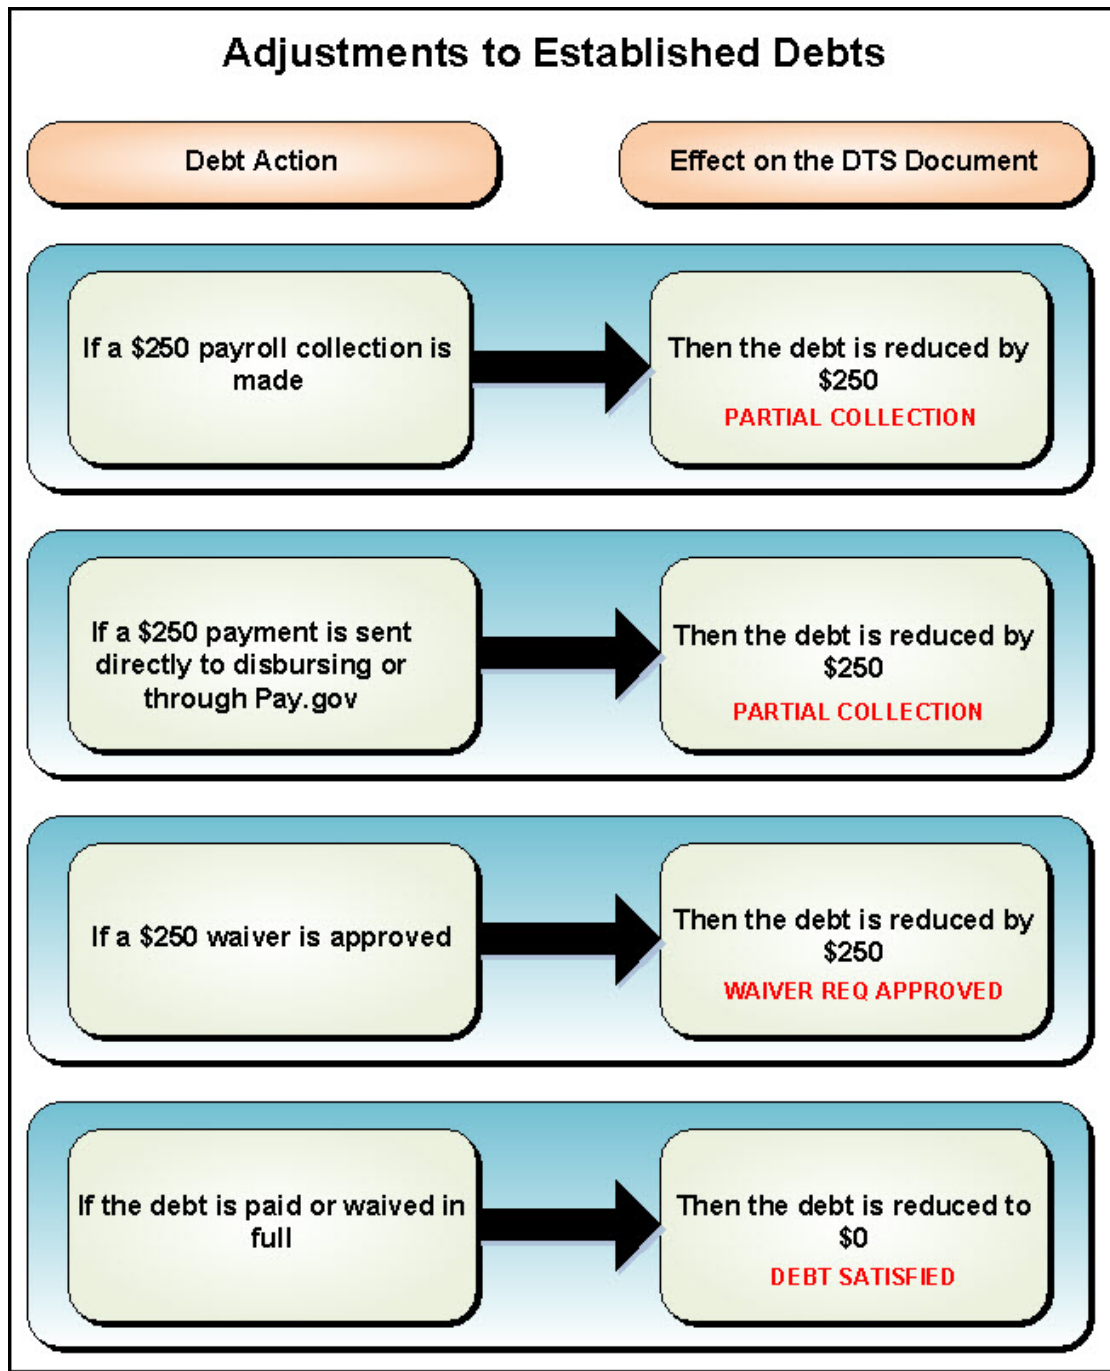 Adjustments to Established Debts
Debt Action
Effect on the DTS Document
If a $250 payroll collection is
made
Then the debt is reduced by
$250
PARTIAL COLLECTION
If a $250 payment is sent
directly to disbursing or
through Pay.gov
Then the debt is reduced by
$250
PARTIAL COLLECTION
If a $250 waiver is approved
Then the debt is reduced by
$250
WAIVER REQ APPROVED
If the debt is paid or waived in
full
Then the debt is reduced to
$0
DEBT SATISFIED